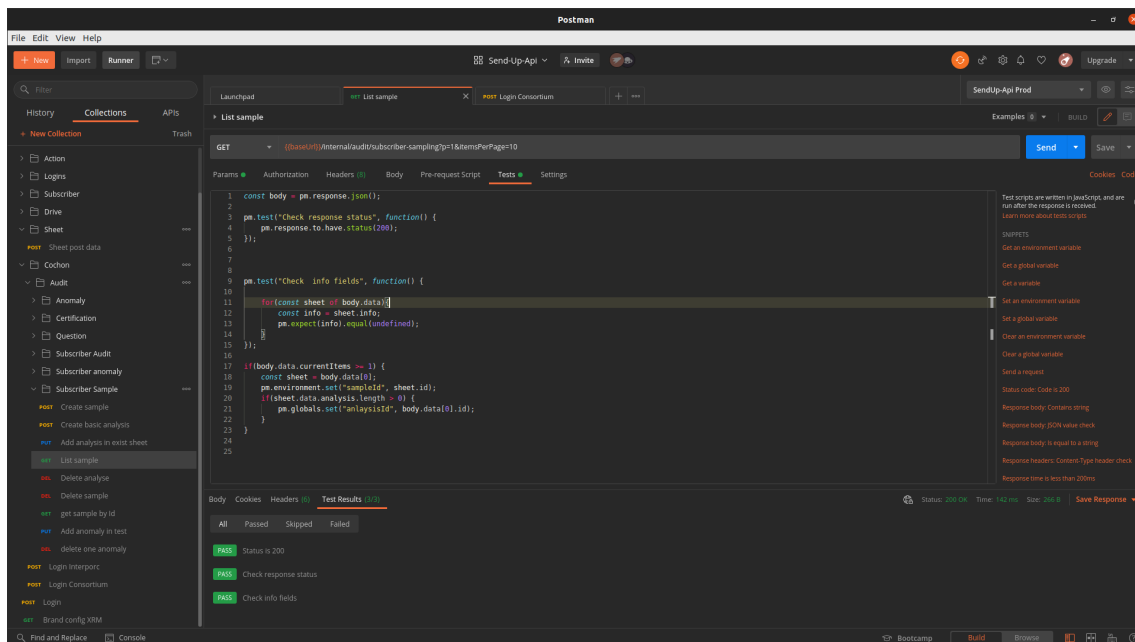 Postman
File Edit View Help
+ New Import Runner
Send-Up-Api Invite
Upgrade
Filter
History Collections APIs
+ New Collection Trash
Action
Logins
Subscriber
Drive
Sheet
POST Sheet post data
Cochon
Audit
Anomaly
Certification
Question
Subscriber Audit
Subscriber anomaly
Subscriber Sample
POST Create sample
POST Create basic analysis
PUT Add analysis in exist sheet
GET List sample
DEL Delete analyse
DEL Delete sample
GET get sample by Id
PUT Add anomaly in test
DEL delete one anomaly
POST Login Interporc
POST Login Consortium
POST Login
GET Brand config XRM
Launchpad
GET List sample X
POST Login Consortium
SendUp-Api Prod
List sample
Examples 0 BUILD
GET {{baseUrl}}/internal/audit/subscriber-sampling?p=1&itemsPerPage=10
Send Save
Params Authorization Headers (8) Body Pre-request Script Tests Settings
Cookies Cod
1 const body = pm.response.json();
2
3 pm.test("Check response status", function() {
4 pm.response.to.have.status(200);
5 });
6
7
8
9 pm.test("Check  info fields", function() {
10
11 for(const sheet of body.data){
12 const info = sheet.info;
13 pm.expect(info).equal(undefined);
14 }
15 });
16
17 if(body.data.currentItems >= 1) {
18 const sheet = body.data[0];
19 pm.environment.set("sampleId", sheet.id);
20 if(sheet.data.analysis.length > 0) {
21 pm.globals.set("anlaysisId", body.data[0].id);
22 }
23 }
24
25
Test scripts are written in JavaScript, and are
run after the response is received.
Learn more about tests scripts
SNIPPETS
Get an environment variable
Get a global variable
Get a variable
Set an environment variable
Set a global variable
Clear an environment variable
Clear a global variable
Send a request
Status code: Code is 200
Response body: Contains string
Response body: JSON value check
Response body: Is equal to a string
Response headers: Content-Type header check
Response time is less than 200ms
Body Cookies Headers (6) Test Results (3/3)
Status: 200 OK Time: 142 ms Size: 266 B Save Response
All Passed Skipped Failed
PASS Status is 200
PASS Check response status
PASS Check info fields
Find and Replace Console
Bootcamp Build Browse